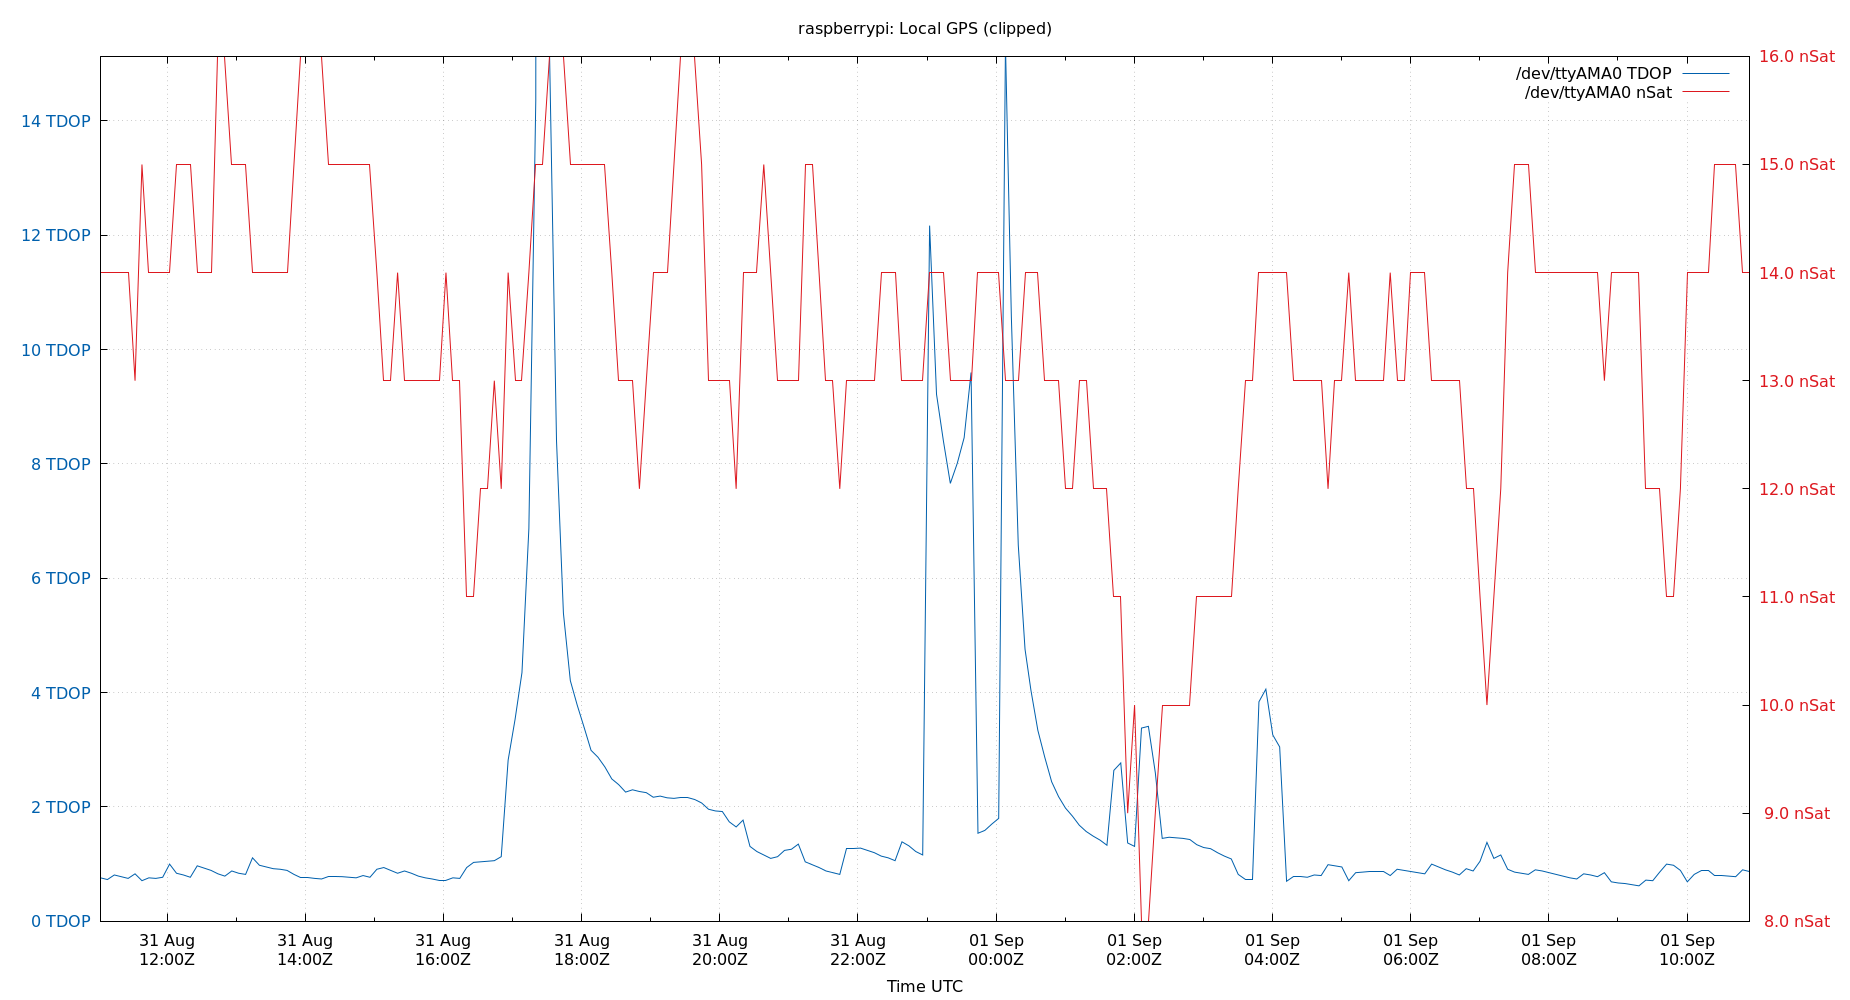 raspberrypi: Local GPS (clipped)
/dev/ttyAMA0 TDOP
/dev/ttyAMA0 nSat
14 TDOP
12 TDOP
10 TDOP
8 TDOP
6 TDOP
4 TDOP
2 TDOP
0 TDOP
16.0 nSat
15.0 nSat
14.0 nSat
13.0 nSat
12.0 nSat
11.0 nSat
10.0 nSat
9.0 nSat
8.0 nSat
31 Aug
12:00Z
31 Aug
14:00Z
31 Aug
16:00Z
31 Aug
18:00Z
31 Aug
20:00Z
31 Aug
22:00Z
01 Sep
00:00Z
01 Sep
02:00Z
01 Sep
04:00Z
01 Sep
06:00Z
01 Sep
08:00Z
01 Sep
10:00Z
Time UTC